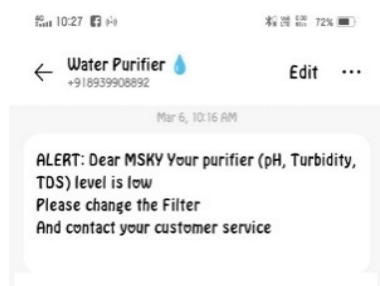 10:27
72%
Water Purifier 💧
Edit
+918939908892
Mar 6, 10:16 AM
ALERT: Dear MSKY Your purifier (pH, Turbidity,
TDS) level is low
Please change the Filter
And contact your customer service